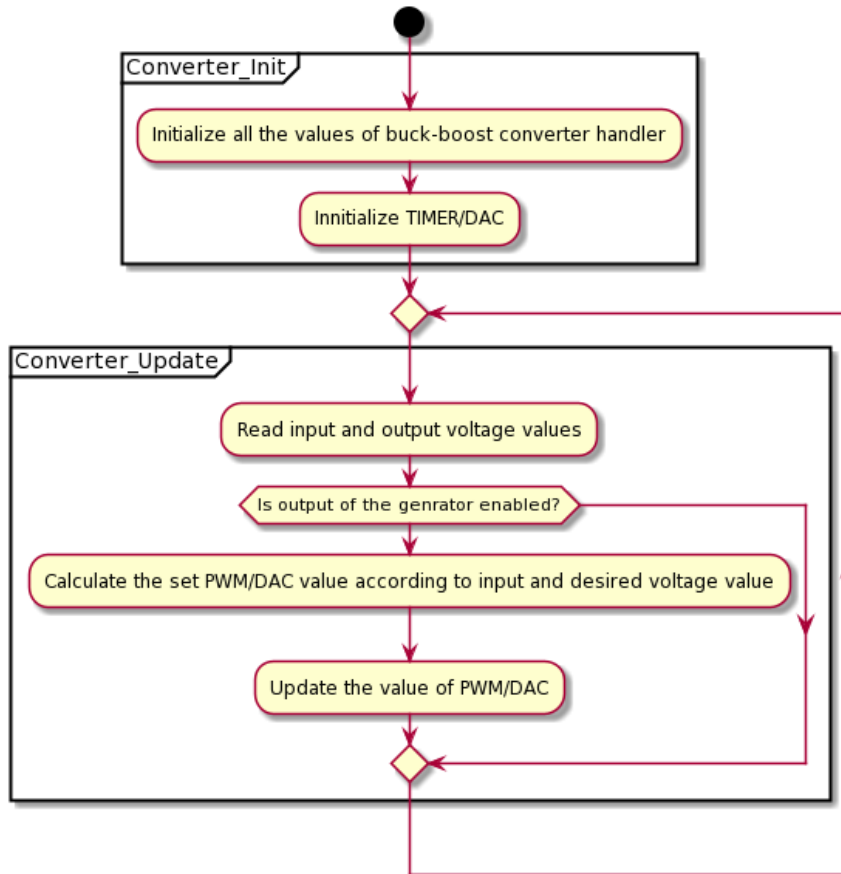 Converter_Init
Initialize all the values of buck-boost converter handler
Innitialize TIMER/DAC
Converter_Update
Read input and output voltage values
Is output of the genrator enabled?
Calculate the set PWM/DAC value according to input and desired voltage value
Update the value of PWM/DAC